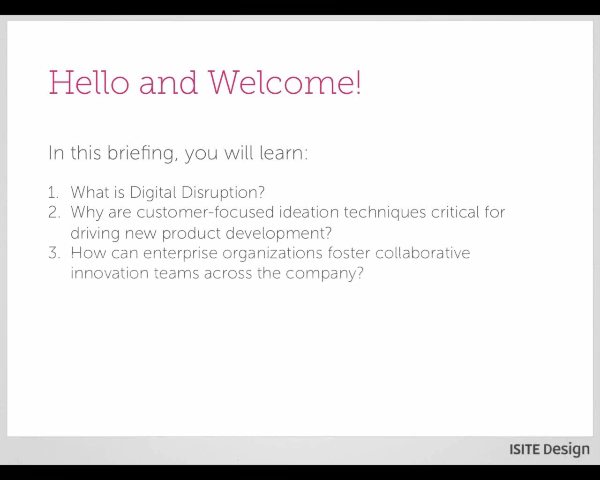 Hello and Welcome!
In this briefing, you will learn:
1. What is Digital Disruption?
2. Why are customer-focused ideation techniques critical for
driving new product development?
3. How can enterprise organizations foster collaborative
innovation teams across the company?
ISITE Design